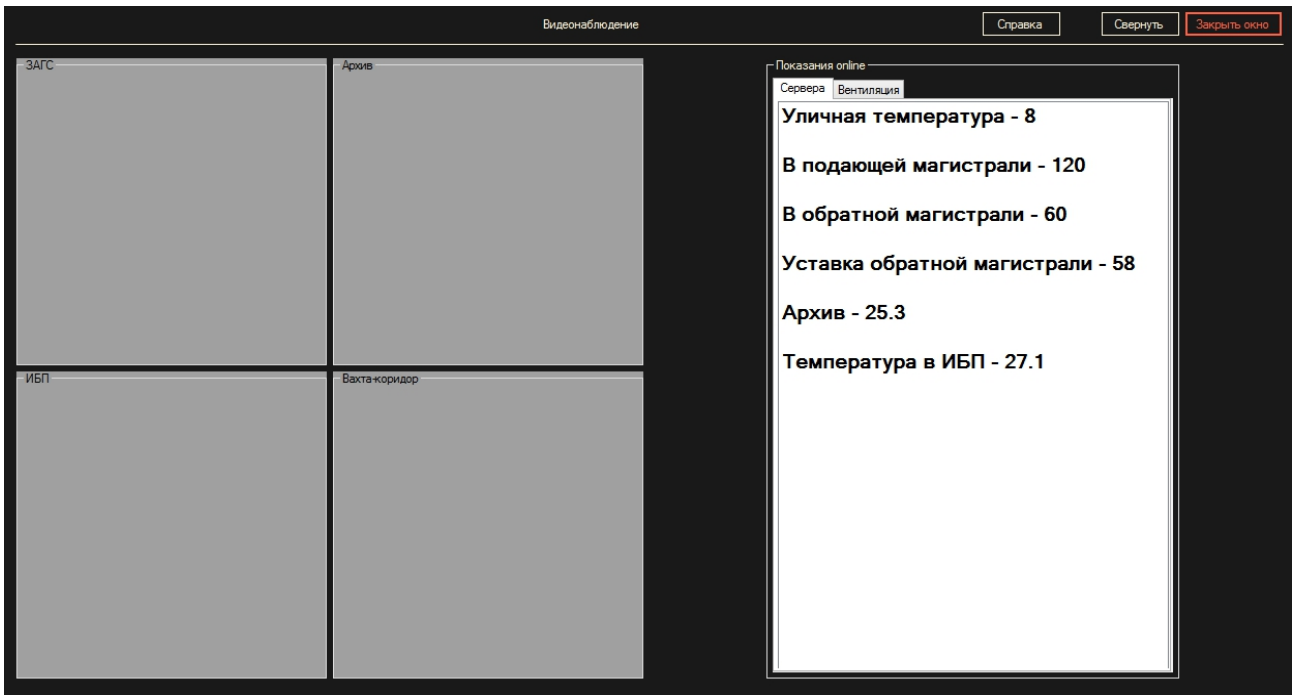 Видеонаблюдение
Справка
Свернуть
Закрыть окно
ЗАГС
Архив
ИБП
Вахта-коридор
Показания online
Сервера
Вентиляция
Уличная температура - 8
В подающей магистрали - 120
В обратной магистрали - 60
Уставка обратной магистрали - 58
Архив - 25.3
Температура в ИБП - 27.1